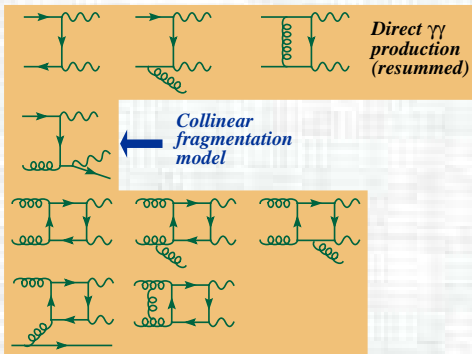 Direct γγ
production
(resummed)
Collinear
fragmentation
model